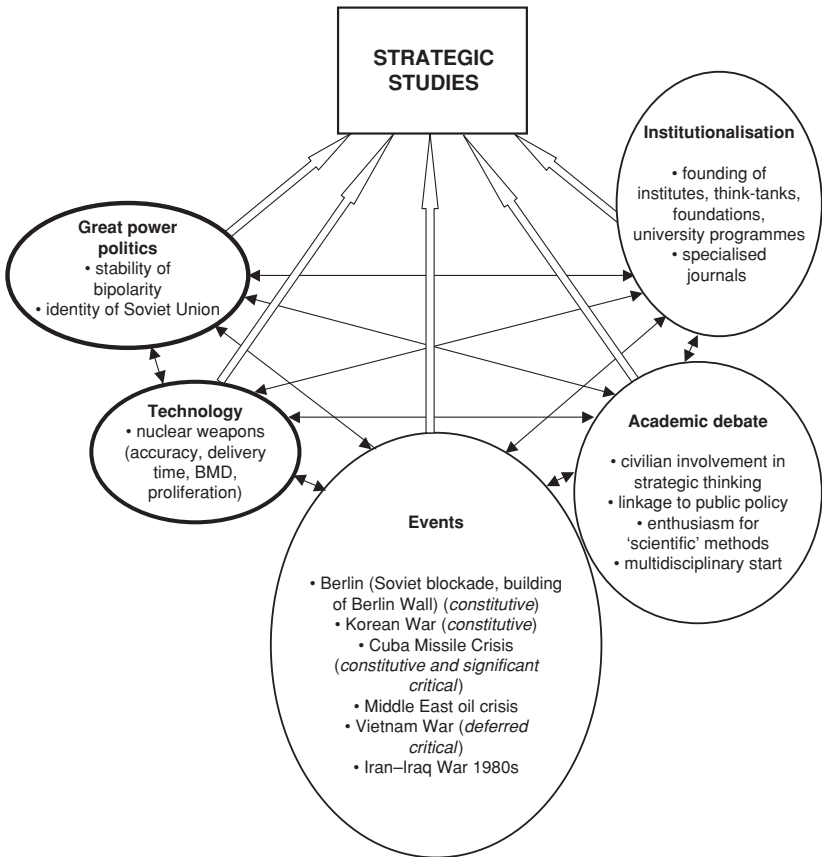 STRATEGIC
STUDIES
Institutionalisation
• founding of
institutes, think-tanks,
foundations,
university programmes
• specialised
journals
Great power
politics
• stability of
bipolarity
• identity of Soviet Union
Technology
• nuclear weapons
(accuracy, delivery
time, BMD,
proliferation)
Academic debate
• civilian involvement in
strategic thinking
• linkage to public policy
• enthusiasm for
‘scientific’ methods
• multidisciplinary start
Events
• Berlin (Soviet blockade, building
of Berlin Wall) (constitutive)
• Korean War (constitutive)
• Cuba Missile Crisis
(constitutive and significant
critical)
• Middle East oil crisis
• Vietnam War (deferred
critical)
• Iran–Iraq War 1980s